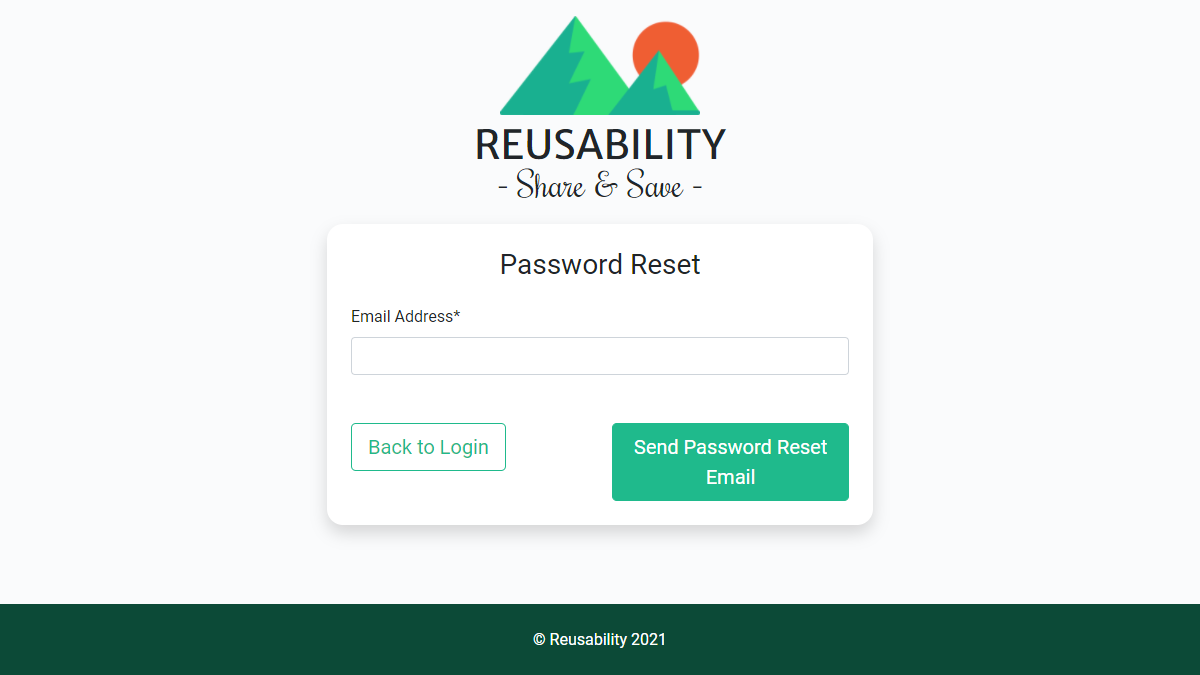 REUSABILITY
- Share & Save -
Password Reset
Email Address*
Back to Login
Send Password Reset
Email
© Reusability 2021